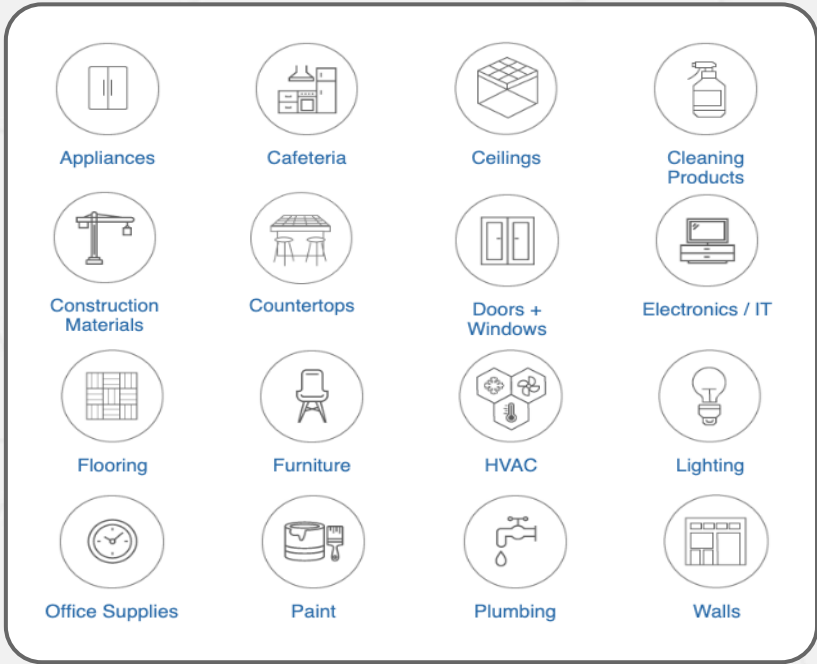 Appliances
Cafeteria
Ceilings
Cleaning
Products
Construction
Materials
Countertops
Doors +
Windows
Electronics / IT
Flooring
Furniture
HVAC
Lighting
Office Supplies
Paint
Plumbing
Walls